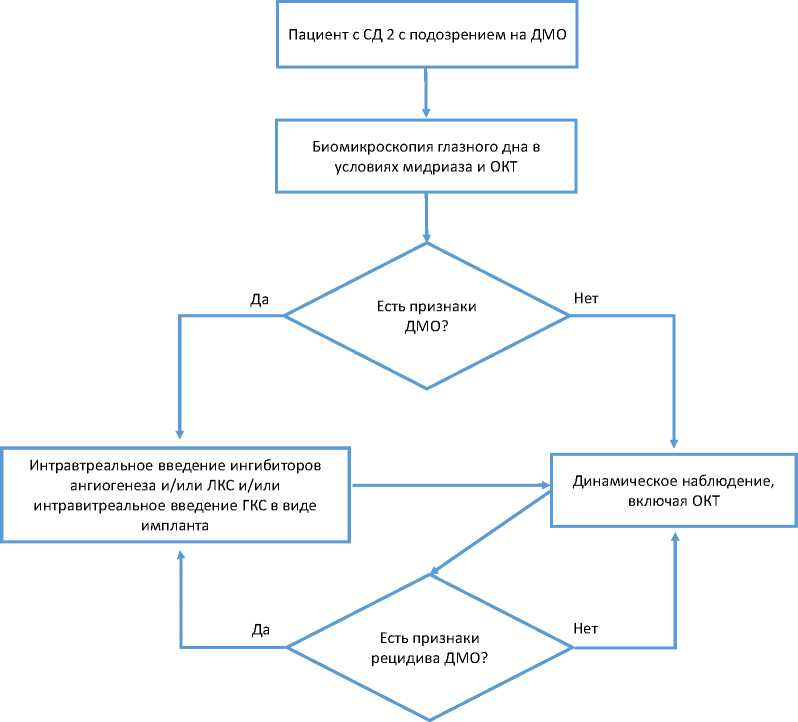 Пациент с СД 2 с подозрением на ДМО
Биомикроскопия глазного дна в
условиях мидриаза и ОКТ
Да
Есть признаки
ДМО?
Нет
Интравтреальное введение ингибиторов
ангиогенеза и/или ЛКС и/или
интравитреальное введение ГКС в виде
импланта
Динамическое наблюдение,
включая ОКТ
Да
Есть признаки
рецидива ДМО?
Нет